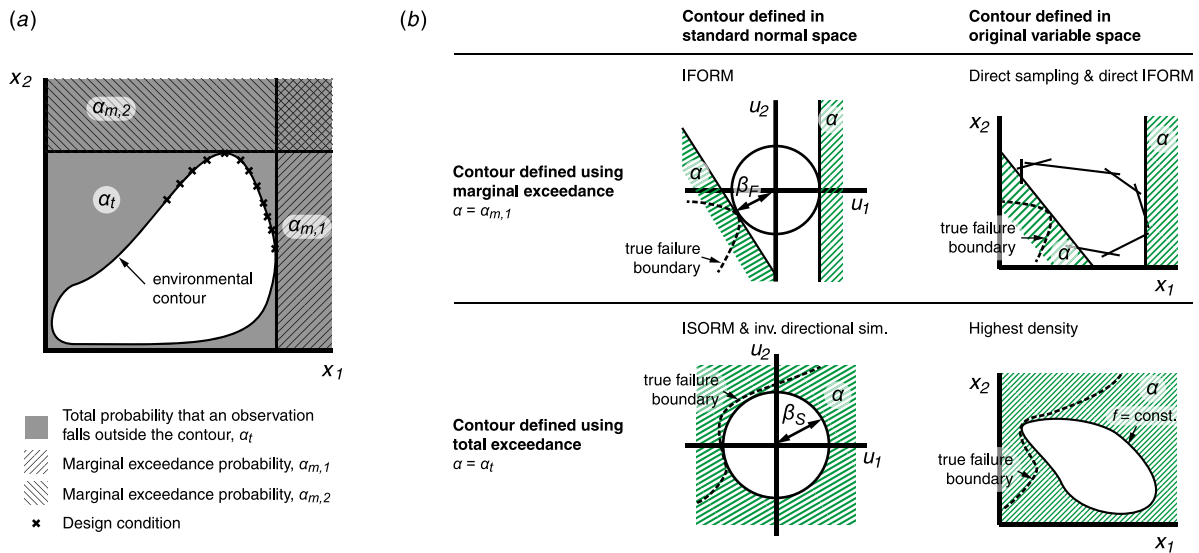 (a)
x2
αm,2
αt
αm,1
environmental
contour
x1
Total probability that an observation
falls outside the contour, αt
Marginal exceedance probability, αm,1
Marginal exceedance probability, αm,2
Design condition
(b)
Contour defined in
standard normal space
Contour defined in
original variable space
Contour defined using
marginal exceedance
α = αm,1
IFORM
u2
α
α
βF
u1
true failure
boundary
Direct sampling & direct IFORM
x2
α
true failure
boundary
α
x1
Contour defined using
total exceedance
α = αt
ISORM & inv. directional sim.
u2
true failure
boundary
α
βS
u1
Highest density
x2
α
f = const.
true failure
boundary
x1